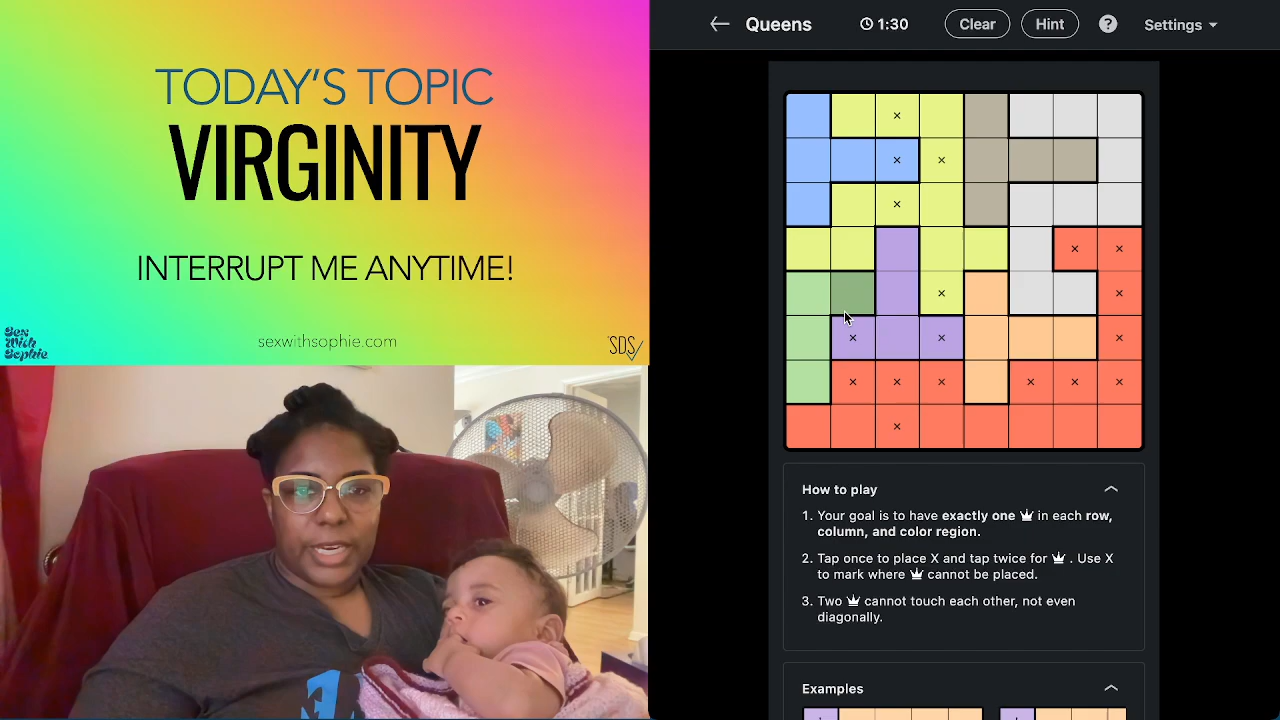 TODAY'S TOPIC
VIRGINITY
INTERRUPT ME ANYTIME!
Sex
With
Sophie
sexwithsophie.com
SDS
Queens
1:30
Clear
Hint
?
Settings
How to play
1. Your goal is to have exactly one in each row,
column, and color region.
2. Tap once to place X and tap twice for . Use X
to mark where cannot be placed.
3. Two cannot touch each other, not even
diagonally.
Examples